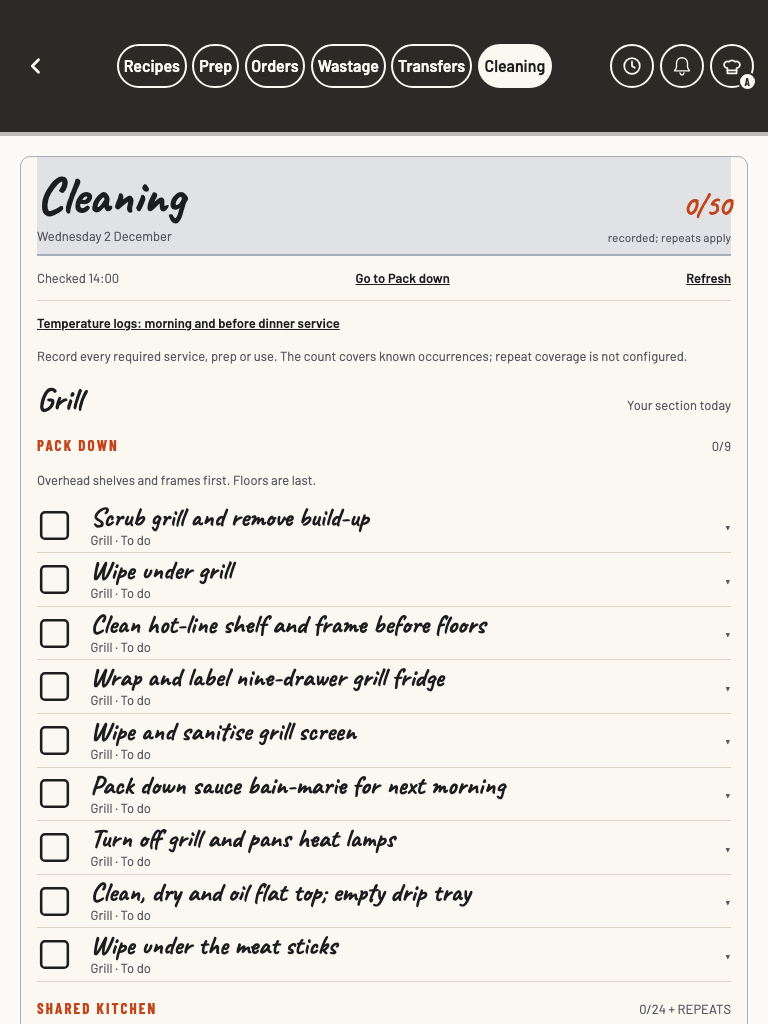 Recipes Prep Orders Wastage Transfers Cleaning
A
Cleaning
0/50
Wednesday 2 December
recorded; repeats apply
Checked 14:00
Go to Pack down
Refresh
Temperature logs: morning and before dinner service
Record every required service, prep or use. The count covers known occurrences; repeat coverage is not configured.
Grill
Your section today
PACK DOWN
0/9
Overhead shelves and frames first. Floors are last.
Scrub grill and remove build-up
Grill · To do
Wipe under grill
Grill · To do
Clean hot-line shelf and frame before floors
Grill · To do
Wrap and label nine-drawer grill fridge
Grill · To do
Wipe and sanitise grill screen
Grill · To do
Pack down sauce bain-marie for next morning
Grill · To do
Turn off grill and pans heat lamps
Grill · To do
Clean, dry and oil flat top; empty drip tray
Grill · To do
Wipe under the meat sticks
Grill · To do
SHARED KITCHEN
0/24 + REPEATS